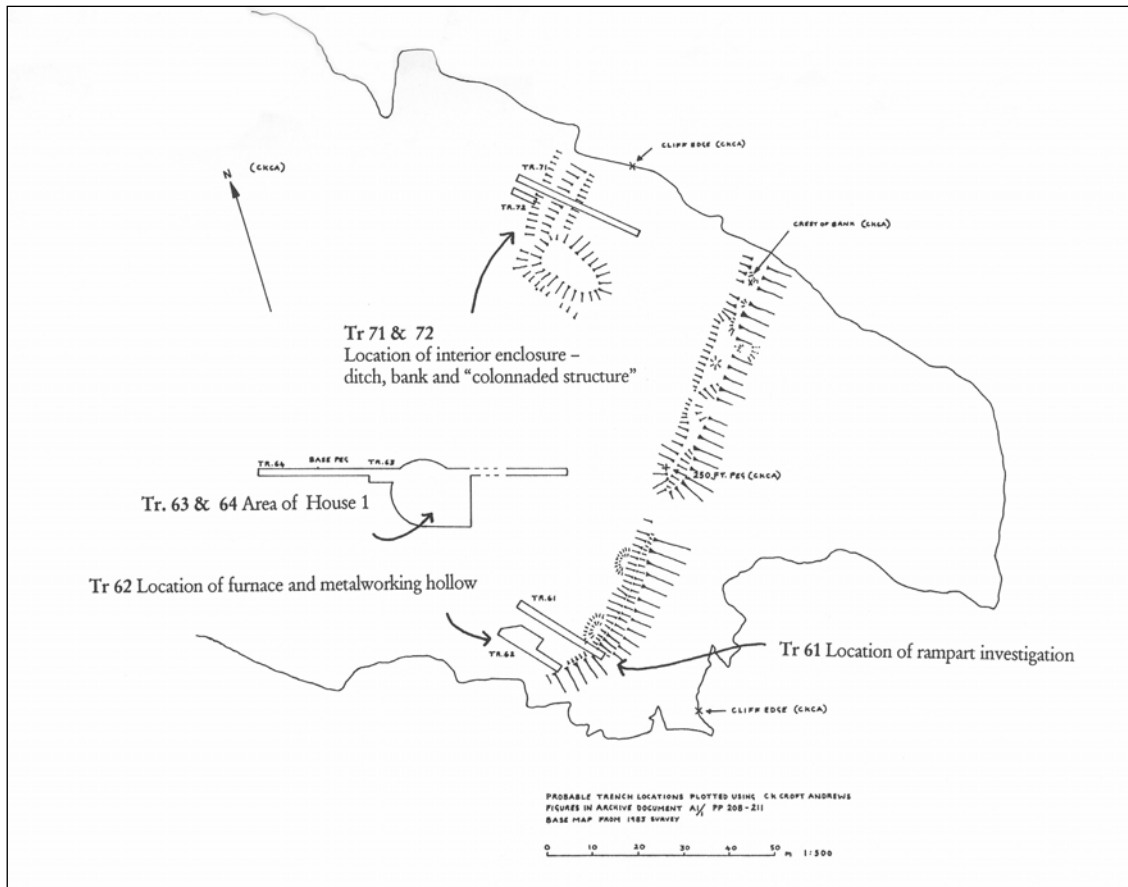 CLIFF EDGE (CKCA)
N (CKCA)
TR.71
TR.72
CREST OF BANK (CKCA)
Tr 71 & 72
Location of interior enclosure –
ditch, bank and “colonnaded structure”
TR.64 BASE PEG TR.63
250 FT. PEG (CKCA)
Tr. 63 & 64 Area of House 1
Tr 62 Location of furnace and metalworking hollow
TR.61
TR.62
Tr 61 Location of rampart investigation
CLIFF EDGE (CKCA)
PROBABLE TRENCH LOCATIONS PLOTTED USING CK CROFT ANDREWS
FIGURES IN ARCHIVE DOCUMENT A1/1 PP 208-211
BASE MAP FROM 1983 SURVEY
0 10 20 30 40 50 m 1:500